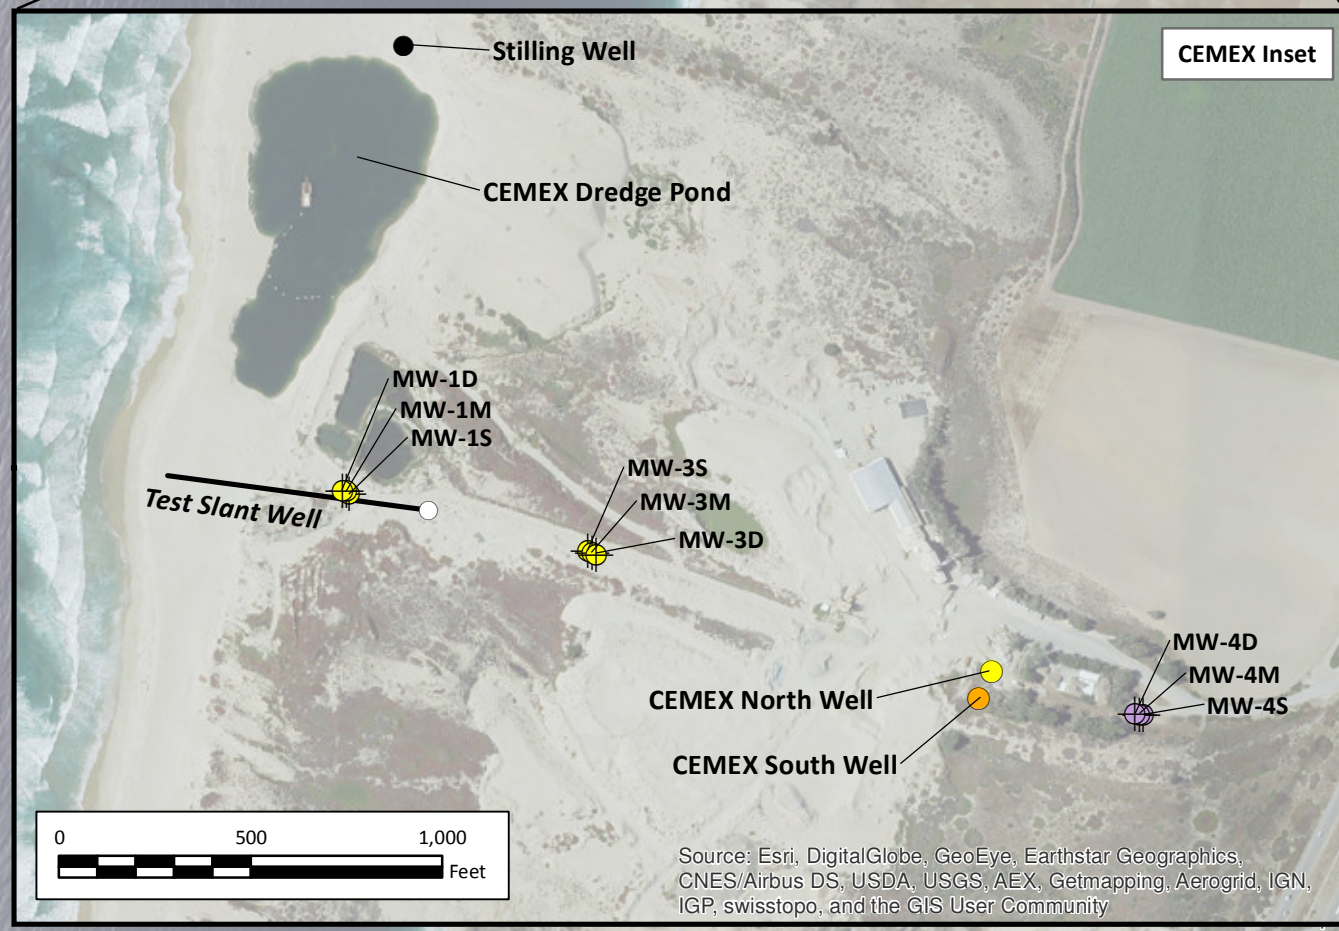 CEMEX Inset
Stilling Well
CEMEX Dredge Pond
MW-1D
MW-1M
MW-1S
MW-3S
MW-3M
MW-3D
Test Slant Well
MW-4D
MW-4M
MW-4S
CEMEX North Well
CEMEX South Well
0 500 1,000
Feet
Source: Esri, DigitalGlobe, GeoEye, Earthstar Geographics,
CNES/Airbus DS, USDA, USGS, AEX, Getmapping, Aerogrid, IGN,
IGP, swisstopo, and the GIS User Community